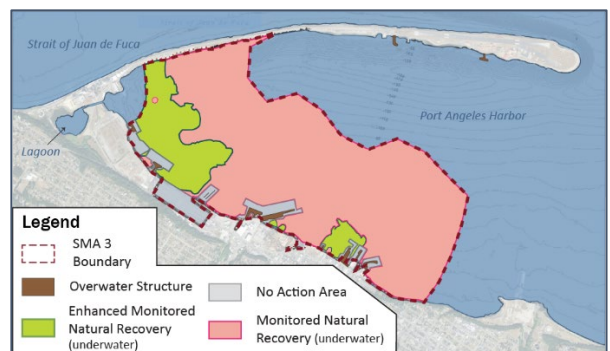 Strait of Juan de Fuca
Port Angeles Harbor
Lagoon
Legend
SMA 3
Boundary
Overwater Structure
No Action Area
Enhanced Monitored
Natural Recovery
(underwater)
Monitored Natural
Recovery (underwater)